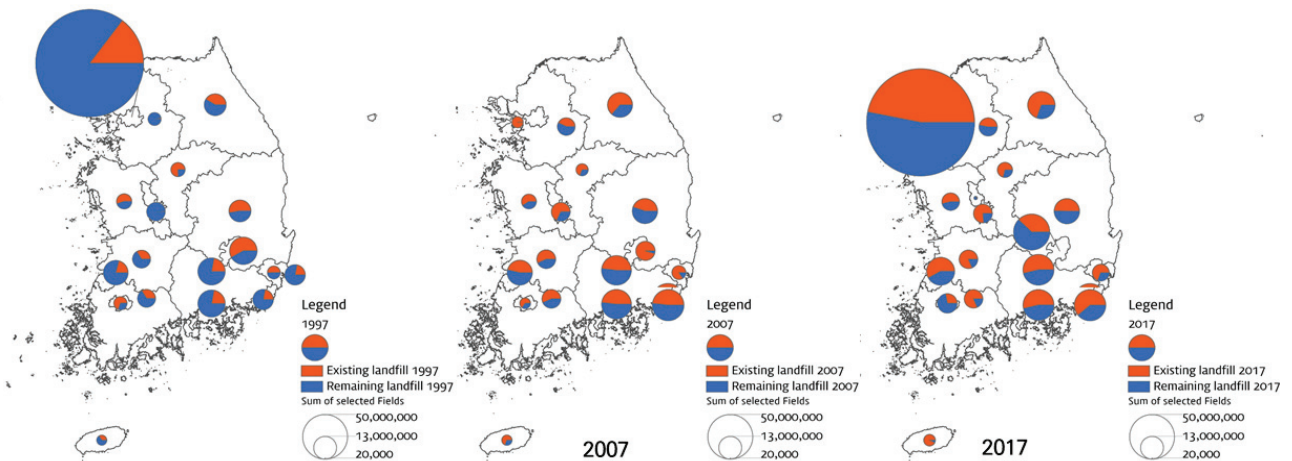 Legend
1997
Existing landfill 1997
Remaining landfill 1997
Sum of selected Fields
50,000,000
13,000,000
20,000
Legend
2007
Existing landfill 2007
Remaining landfill 2007
Sum of selected Fields
50,000,000
13,000,000
20,000
2007
Legend
2017
Existing landfill 2017
Remaining landfill 2017
Sum of selected Fields
50,000,000
13,000,000
20,000
2017